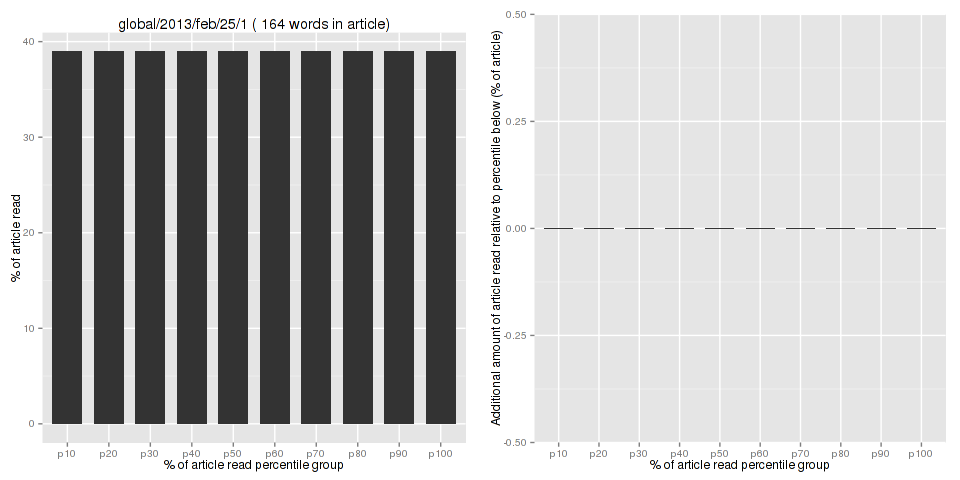 global/2013/feb/25/1 ( 164 words in article)
% of article read
40
30
20
10
0
p10 p20 p30 p40 p50 p60 p70 p80 p90 p100
% of article read percentile group
Additional amount of article read relative to percentile below (% of article)
0.50
0.25
0.00
-0.25
-0.50
p10 p20 p30 p40 p50 p60 p70 p80 p90 p100
% of article read percentile group